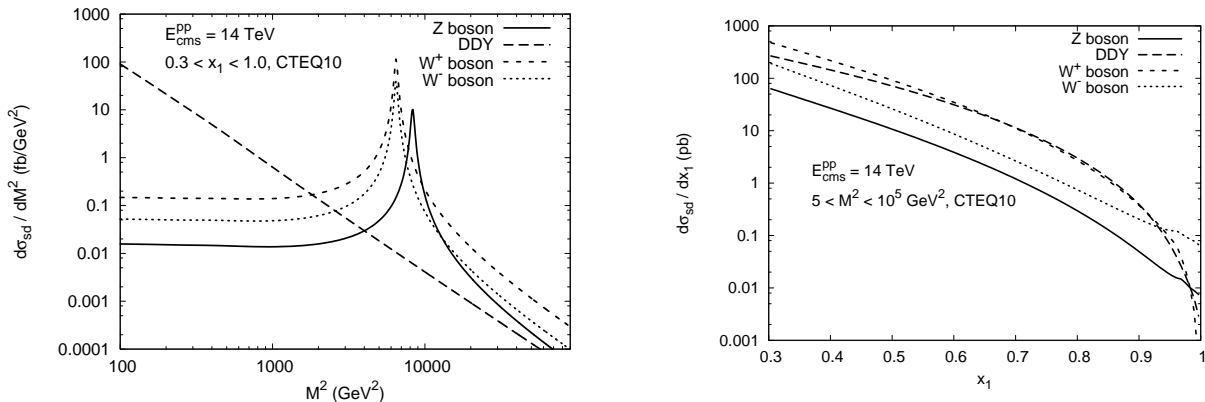 1000
100
10
1
0.1
0.01
0.001
0.0001
100
1000
10000
dσsd / dM² (fb/GeV²)
M² (GeV²)
E^pp_cms = 14 TeV
0.3 < x₁ < 1.0, CTEQ10
Z boson
DDY
W⁺ boson
W⁻ boson
1000
100
10
1
0.1
0.01
0.001
0.3
0.4
0.5
0.6
0.7
0.8
0.9
1
dσsd / dx₁ (pb)
x₁
E^pp_cms = 14 TeV
5 < M² < 10⁵ GeV², CTEQ10
Z boson
DDY
W⁺ boson
W⁻ boson